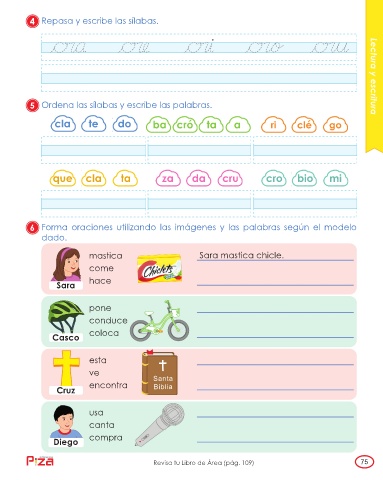 4 Repasa y escribe las sílabas.
cra cre cri cro cru
Lectura y escritura
5 Ordena las sílabas y escribe las palabras.
cla te do
ba cró ta a
ri clé go
que cla ta
za da cru
cro bio mi
6 Forma oraciones utilizando las imágenes y las palabras según el modelo
dado.
mastica
come
hace
Sara
Chiclets
Sara mastica chicle.
pone
conduce
coloca
Casco
esta
ve
encontra
Cruz
Santa
Biblia
usa
canta
compra
Diego
Piza
Revisa tu Libro de Área (pág. 109)
75